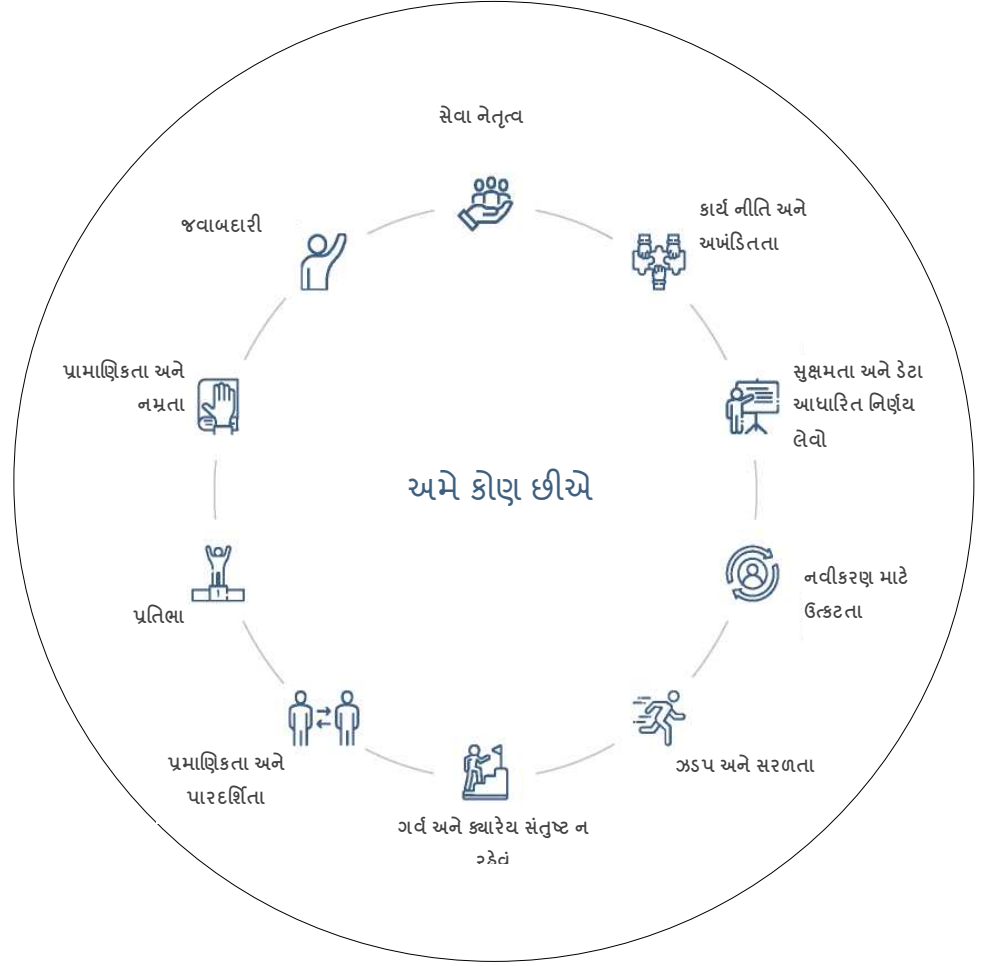 સેવા નેતૃત્વ
કાર્ય નીતિ અને
અખંડિતતા
સુક્ષમતા અને ડેટા
આધારિત નિર્ણય
લેવો
નવીકરણ માટે
ઉત્કટતા
ઝડપ અને સરળતા
ગર્વ અને ક્યારેય સંતુષ્ટ ન
રહેવું
પ્રમાણિકતા અને
પારદર્શિતા
પ્રતિભા
પ્રામાણિકતા અને
નમ્રતા
જવાબદારી
અમે કોણ છીએ